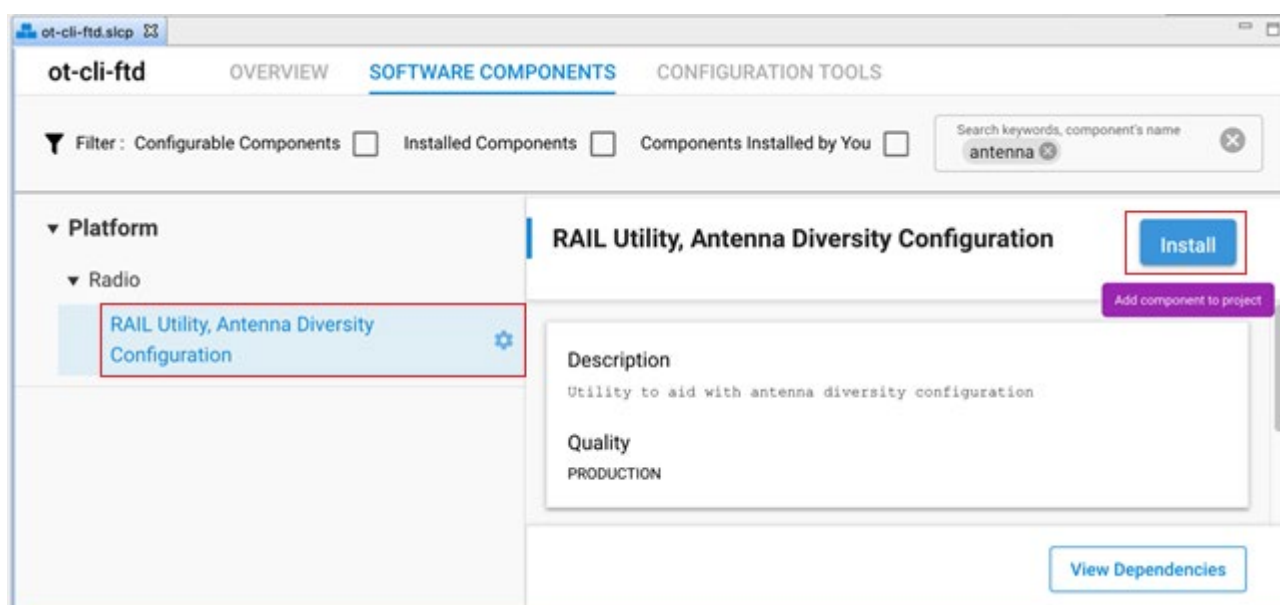 ot-cli-ftd.slcp
ot-cli-ftd OVERVIEW SOFTWARE COMPONENTS CONFIGURATION TOOLS
Filter : Configurable Components Installed Components Components Installed by You
Search keywords, component's name
antenna
Platform
Radio
RAIL Utility, Antenna Diversity
Configuration
RAIL Utility, Antenna Diversity Configuration
Install
Add component to project
Description
Utility to aid with antenna diversity configuration
Quality
PRODUCTION
View Dependencies